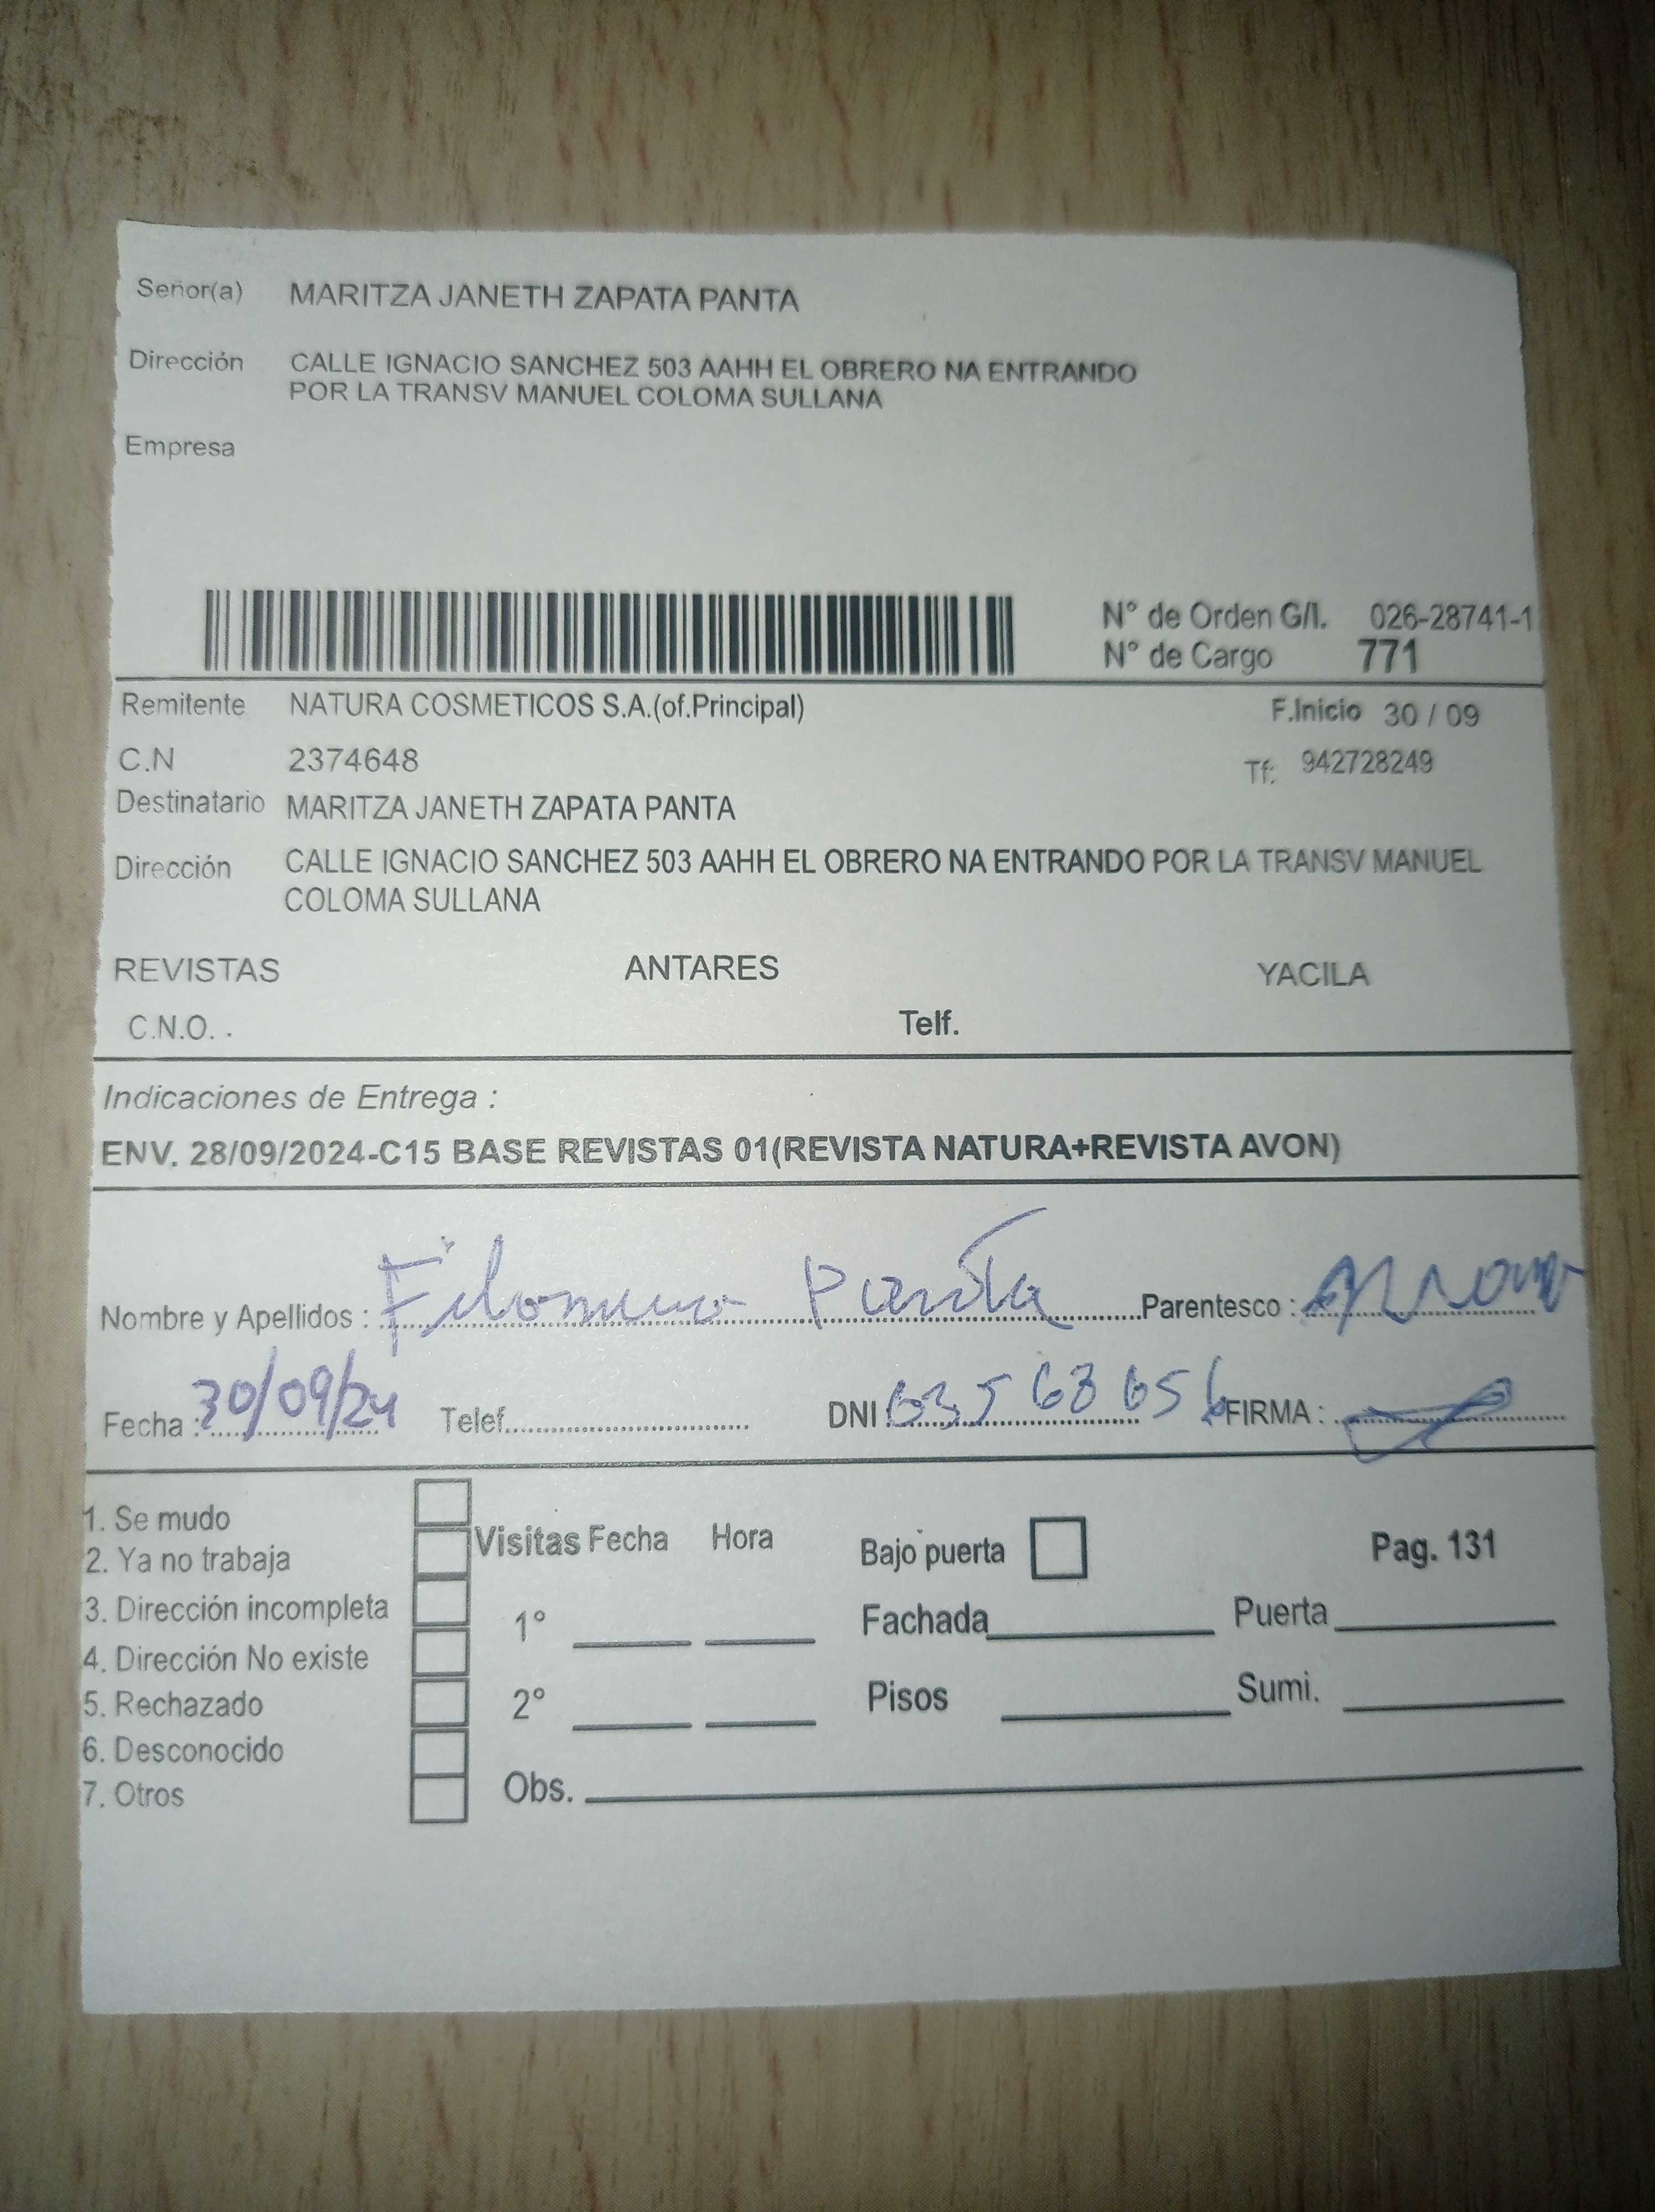 Señor(a) MARITZA JANETH ZAPATA PANTA
Dirección CALLE IGNACIO SANCHEZ 503 AAHH EL OBRERO NA ENTRANDO
POR LA TRANSV MANUEL COLOMA SULLANA
Empresa
N° de Orden G/I. 026-28741-1
N° de Cargo 771
Remitente NATURA COSMETICOS S.A.(of.Principal) F.Inicio 30 / 09
C.N 2374648 Tf: 942728249
Destinatario MARITZA JANETH ZAPATA PANTA
Dirección CALLE IGNACIO SANCHEZ 503 AAHH EL OBRERO NA ENTRANDO POR LA TRANSV MANUEL
COLOMA SULLANA
REVISTAS ANTARES YACILA
C.N.O. . Telf.
Indicaciones de Entrega :
ENV. 28/09/2024-C15 BASE REVISTAS 01(REVISTA NATURA+REVISTA AVON)
Nombre y Apellidos : Filomena Panta Parentesco :
Fecha : 30/09/24 Telef. DNI FIRMA :
1. Se mudo
2. Ya no trabaja
3. Dirección incompleta
4. Dirección No existe
5. Rechazado
6. Desconocido
7. Otros
Visitas Fecha Hora
1°
2°
Obs.
Bajo puerta Pag. 131
Fachada Puerta
Pisos Sumi.